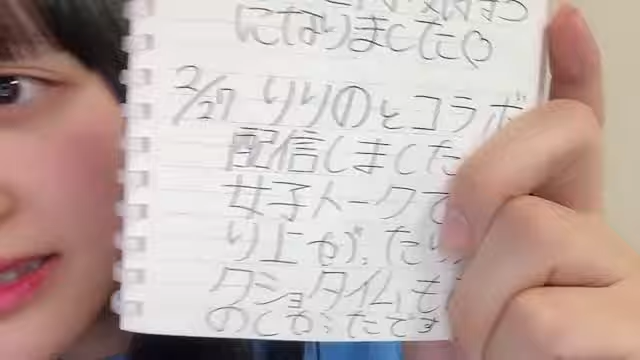 になりました♡
2/27 りりのとコラボ
配信しました
女子トークで
り上がったり
クショタイムも
のしかったです